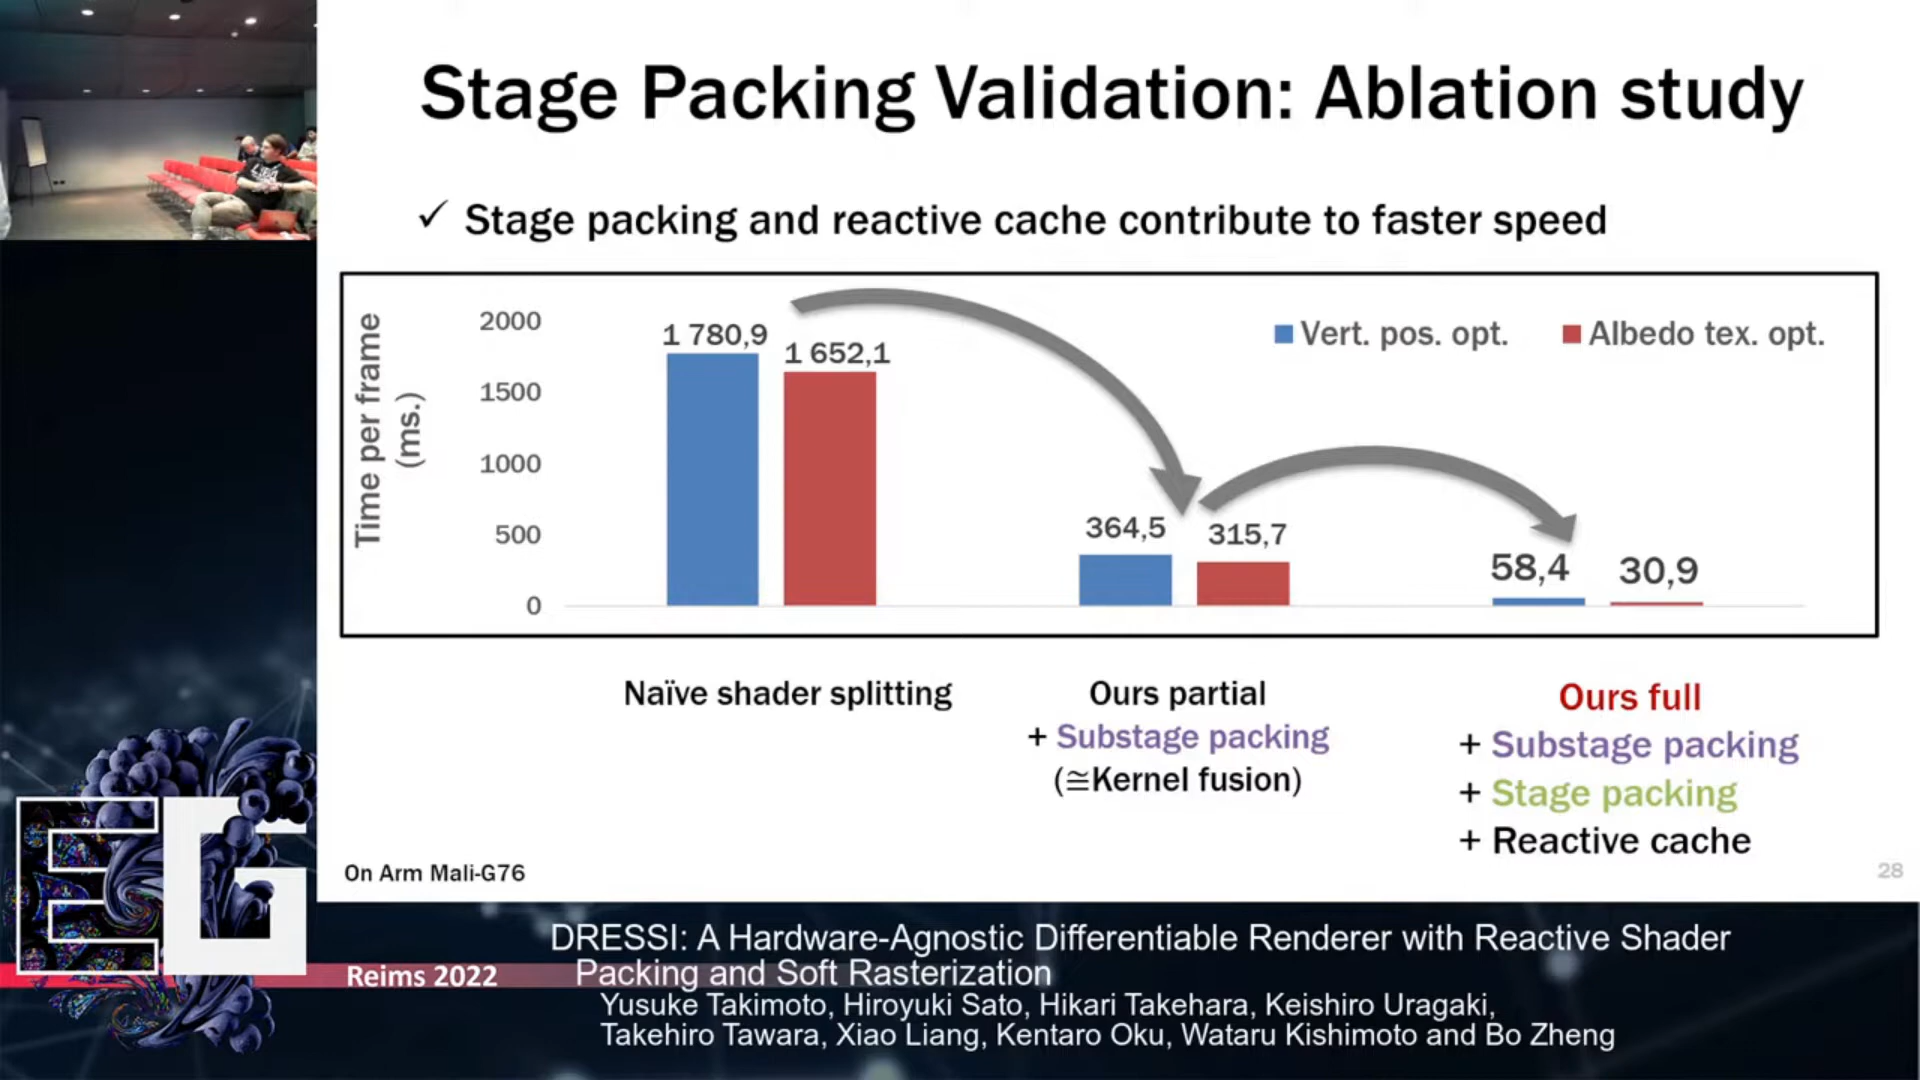 Stage Packing Validation: Ablation study
✓ Stage packing and reactive cache contribute to faster speed
Time per frame
(ms.)
2000
1500
1000
500
0
1 780,9
1 652,1
364,5
315,7
58,4
30,9
Vert. pos. opt.
Albedo tex. opt.
Naïve shader splitting
Ours partial
+ Substage packing
(≅Kernel fusion)
Ours full
+ Substage packing
+ Stage packing
+ Reactive cache
On Arm Mali-G76
28
EG
Reims 2022
DRESSI: A Hardware-Agnostic Differentiable Renderer with Reactive Shader
Packing and Soft Rasterization
Yusuke Takimoto, Hiroyuki Sato, Hikari Takehara, Keishiro Uragaki,
Takehiro Tawara, Xiao Liang, Kentaro Oku, Wataru Kishimoto and Bo Zheng